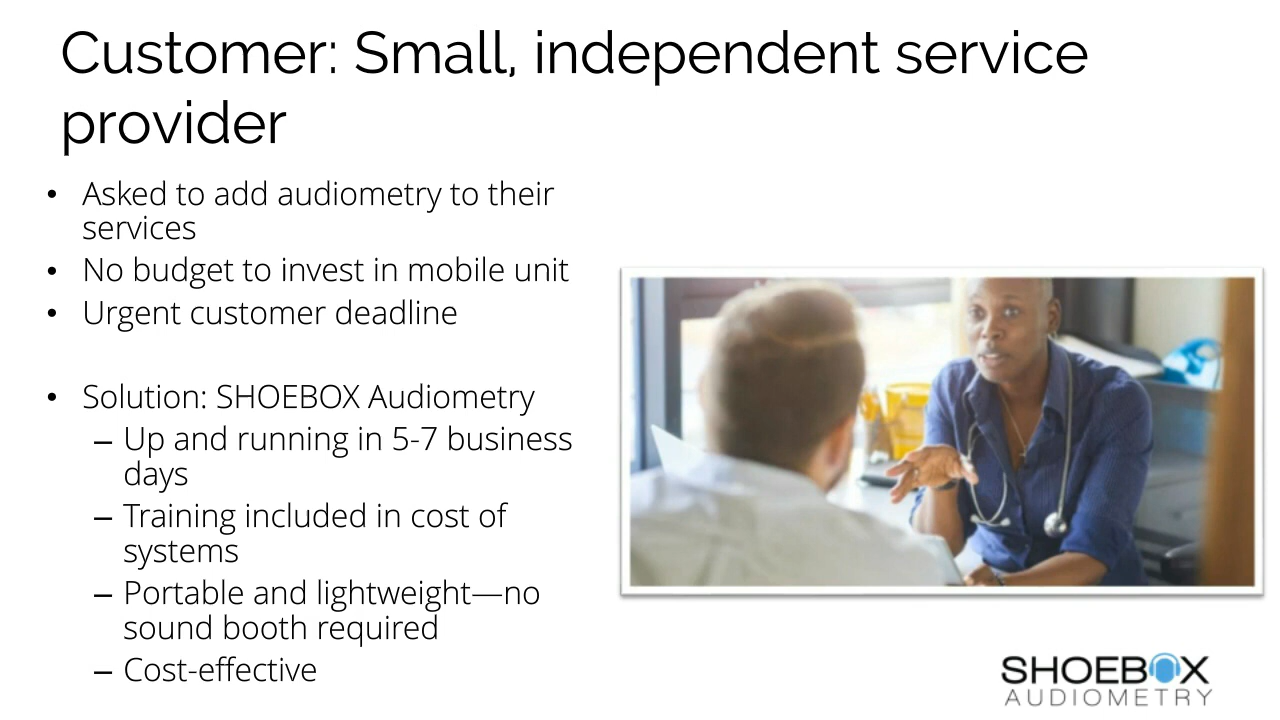 Customer: Small, independent service
provider
• Asked to add audiometry to their
services
• No budget to invest in mobile unit
• Urgent customer deadline
• Solution: SHOEBOX Audiometry
– Up and running in 5-7 business
days
– Training included in cost of
systems
– Portable and lightweight—no
sound booth required
– Cost-effective
SHOEBOX
AUDIOMETRY